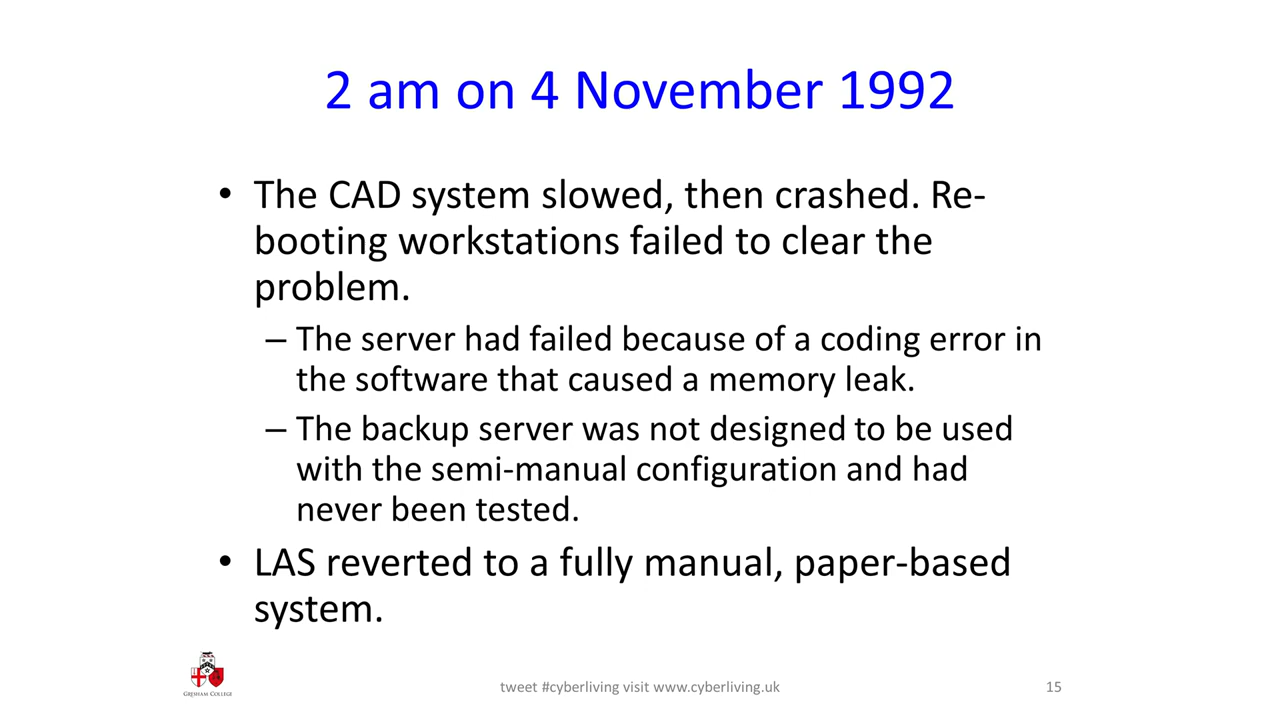 2 am on 4 November 1992
• The CAD system slowed, then crashed. Re-
booting workstations failed to clear the
problem.
– The server had failed because of a coding error in
the software that caused a memory leak.
– The backup server was not designed to be used
with the semi-manual configuration and had
never been tested.
• LAS reverted to a fully manual, paper-based
system.
GRESHAM COLLEGE
tweet #cyberliving visit www.cyberliving.uk
15